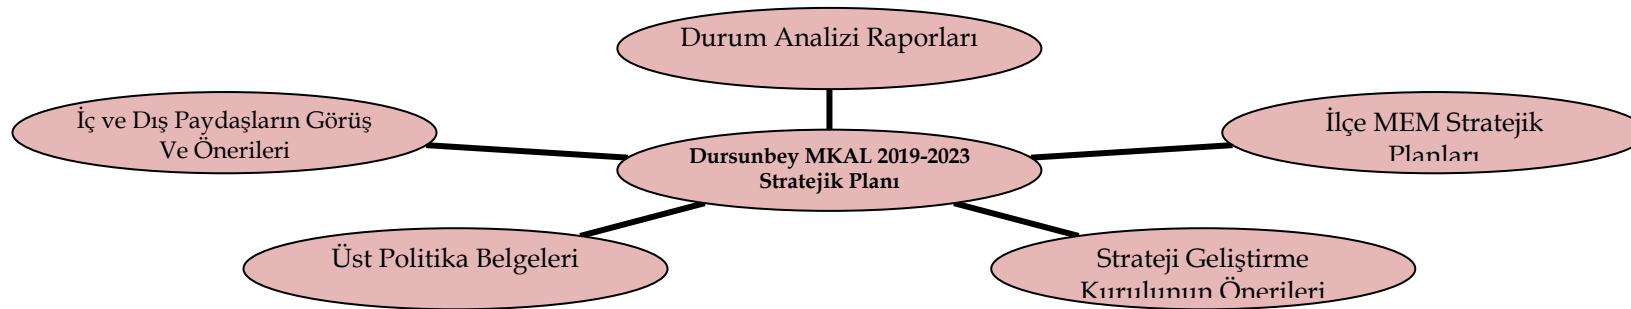 Durum Analizi Raporları
İç ve Dış Paydaşların Görüş
Ve Önerileri
İlçe MEM Stratejik
Planları
Dursunbey MKAL 2019-2023
Stratejik Planı
Üst Politika Belgeleri
Strateji Geliştirme
Kurulunun Önerileri